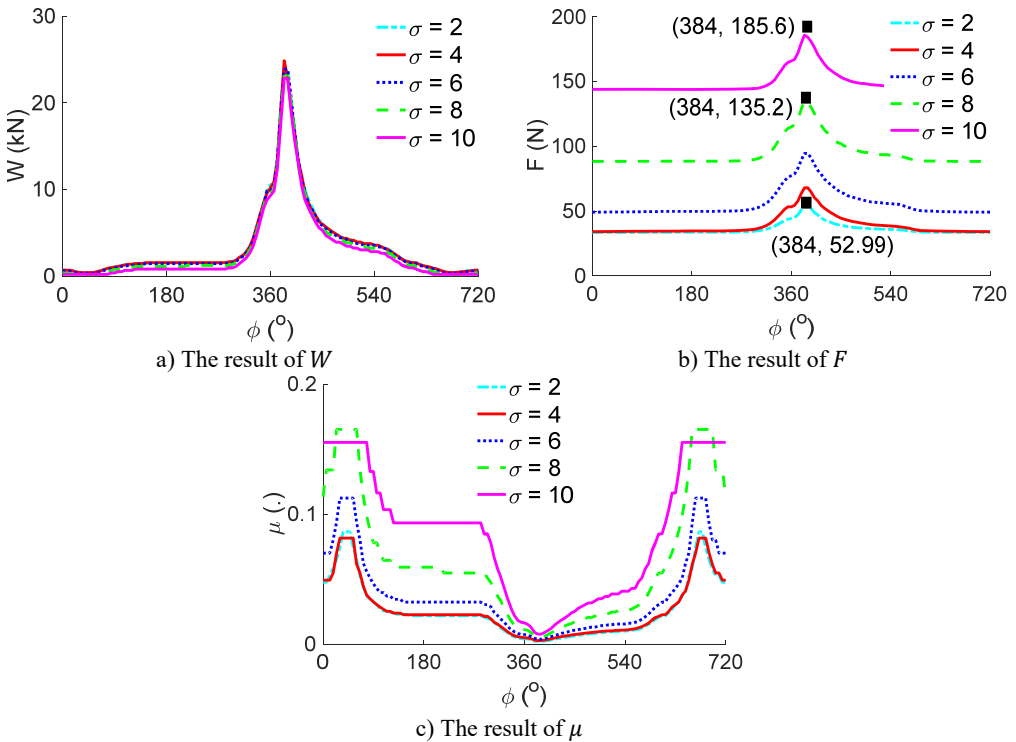 30
20
10
0
W (kN)
0 180 360 540 720
ϕ (°)
σ = 2
σ = 4
σ = 6
σ = 8
σ = 10
a) The result of W
200
150
100
50
0
F (N)
0 180 360 540 720
ϕ (°)
(384, 185.6)
(384, 135.2)
(384, 52.99)
σ = 2
σ = 4
σ = 6
σ = 8
σ = 10
b) The result of F
0.2
0.1
0
μ (.)
0 180 360 540 720
ϕ (°)
σ = 2
σ = 4
σ = 6
σ = 8
σ = 10
c) The result of μ